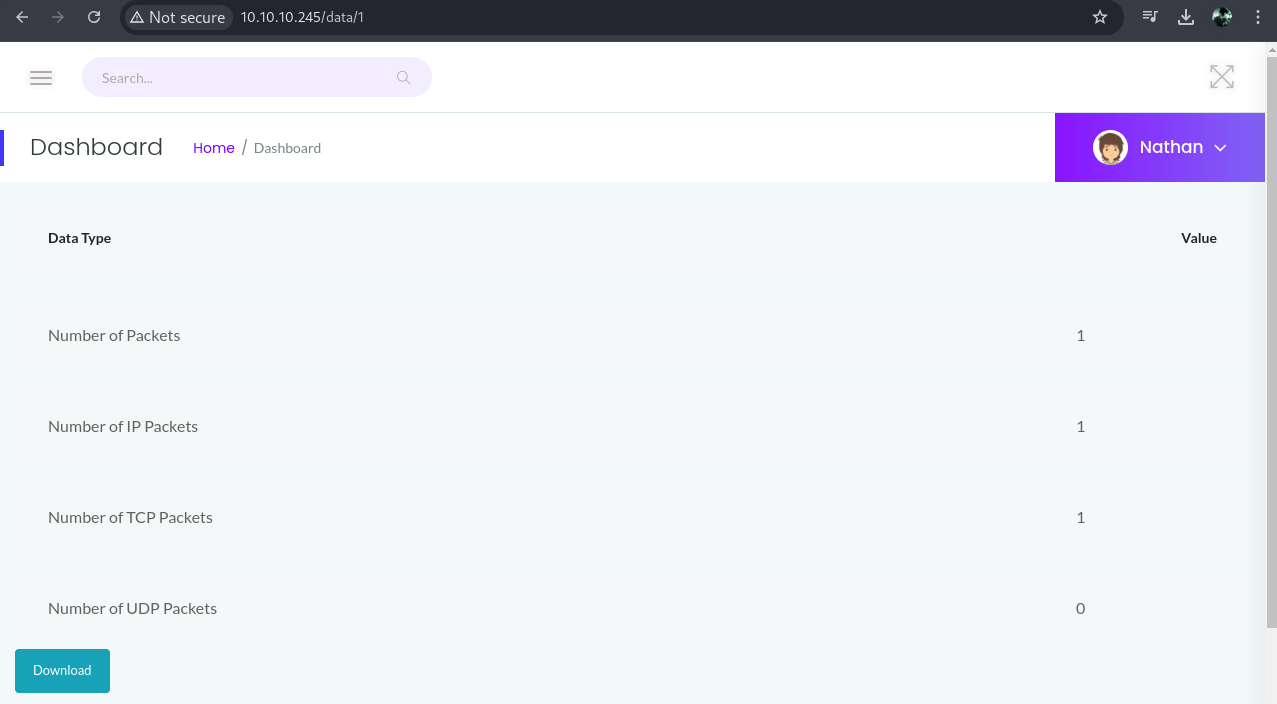 Not secure 10.10.10.245/data/1
Search...
Dashboard Home / Dashboard Nathan
Data Type Value
Number of Packets 1
Number of IP Packets 1
Number of TCP Packets 1
Number of UDP Packets 0
Download